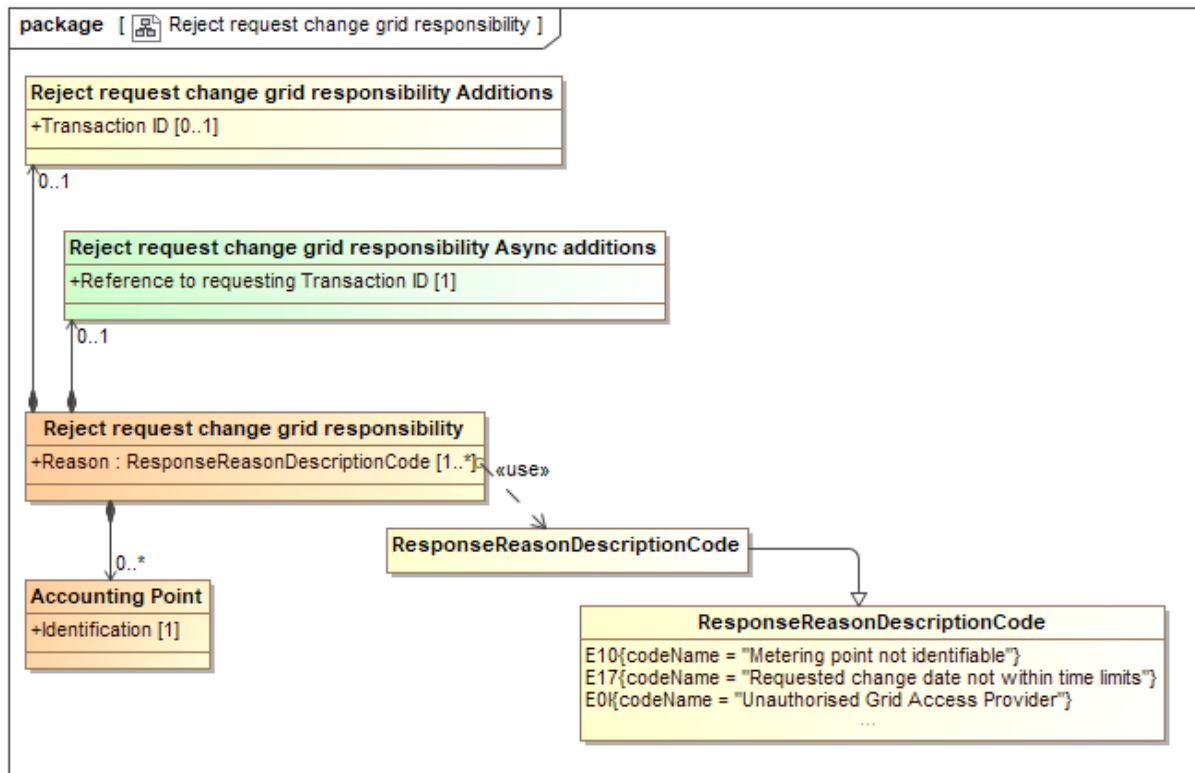 package [ Reject request change grid responsibility ]
Reject request change grid responsibility Additions
+Transaction ID [0..1]
0..1
Reject request change grid responsibility Async additions
+Reference to requesting Transaction ID [1]
0..1
Reject request change grid responsibility
+Reason : ResponseReasonDescriptionCode [1..*]
«use»
ResponseReasonDescriptionCode
0..*
Accounting Point
+Identification [1]
ResponseReasonDescriptionCode
E10{codeName = "Metering point not identifiable"}
E17{codeName = "Requested change date not within time limits"}
{codeName = "Unauthorised Grid Access Provider"}
...